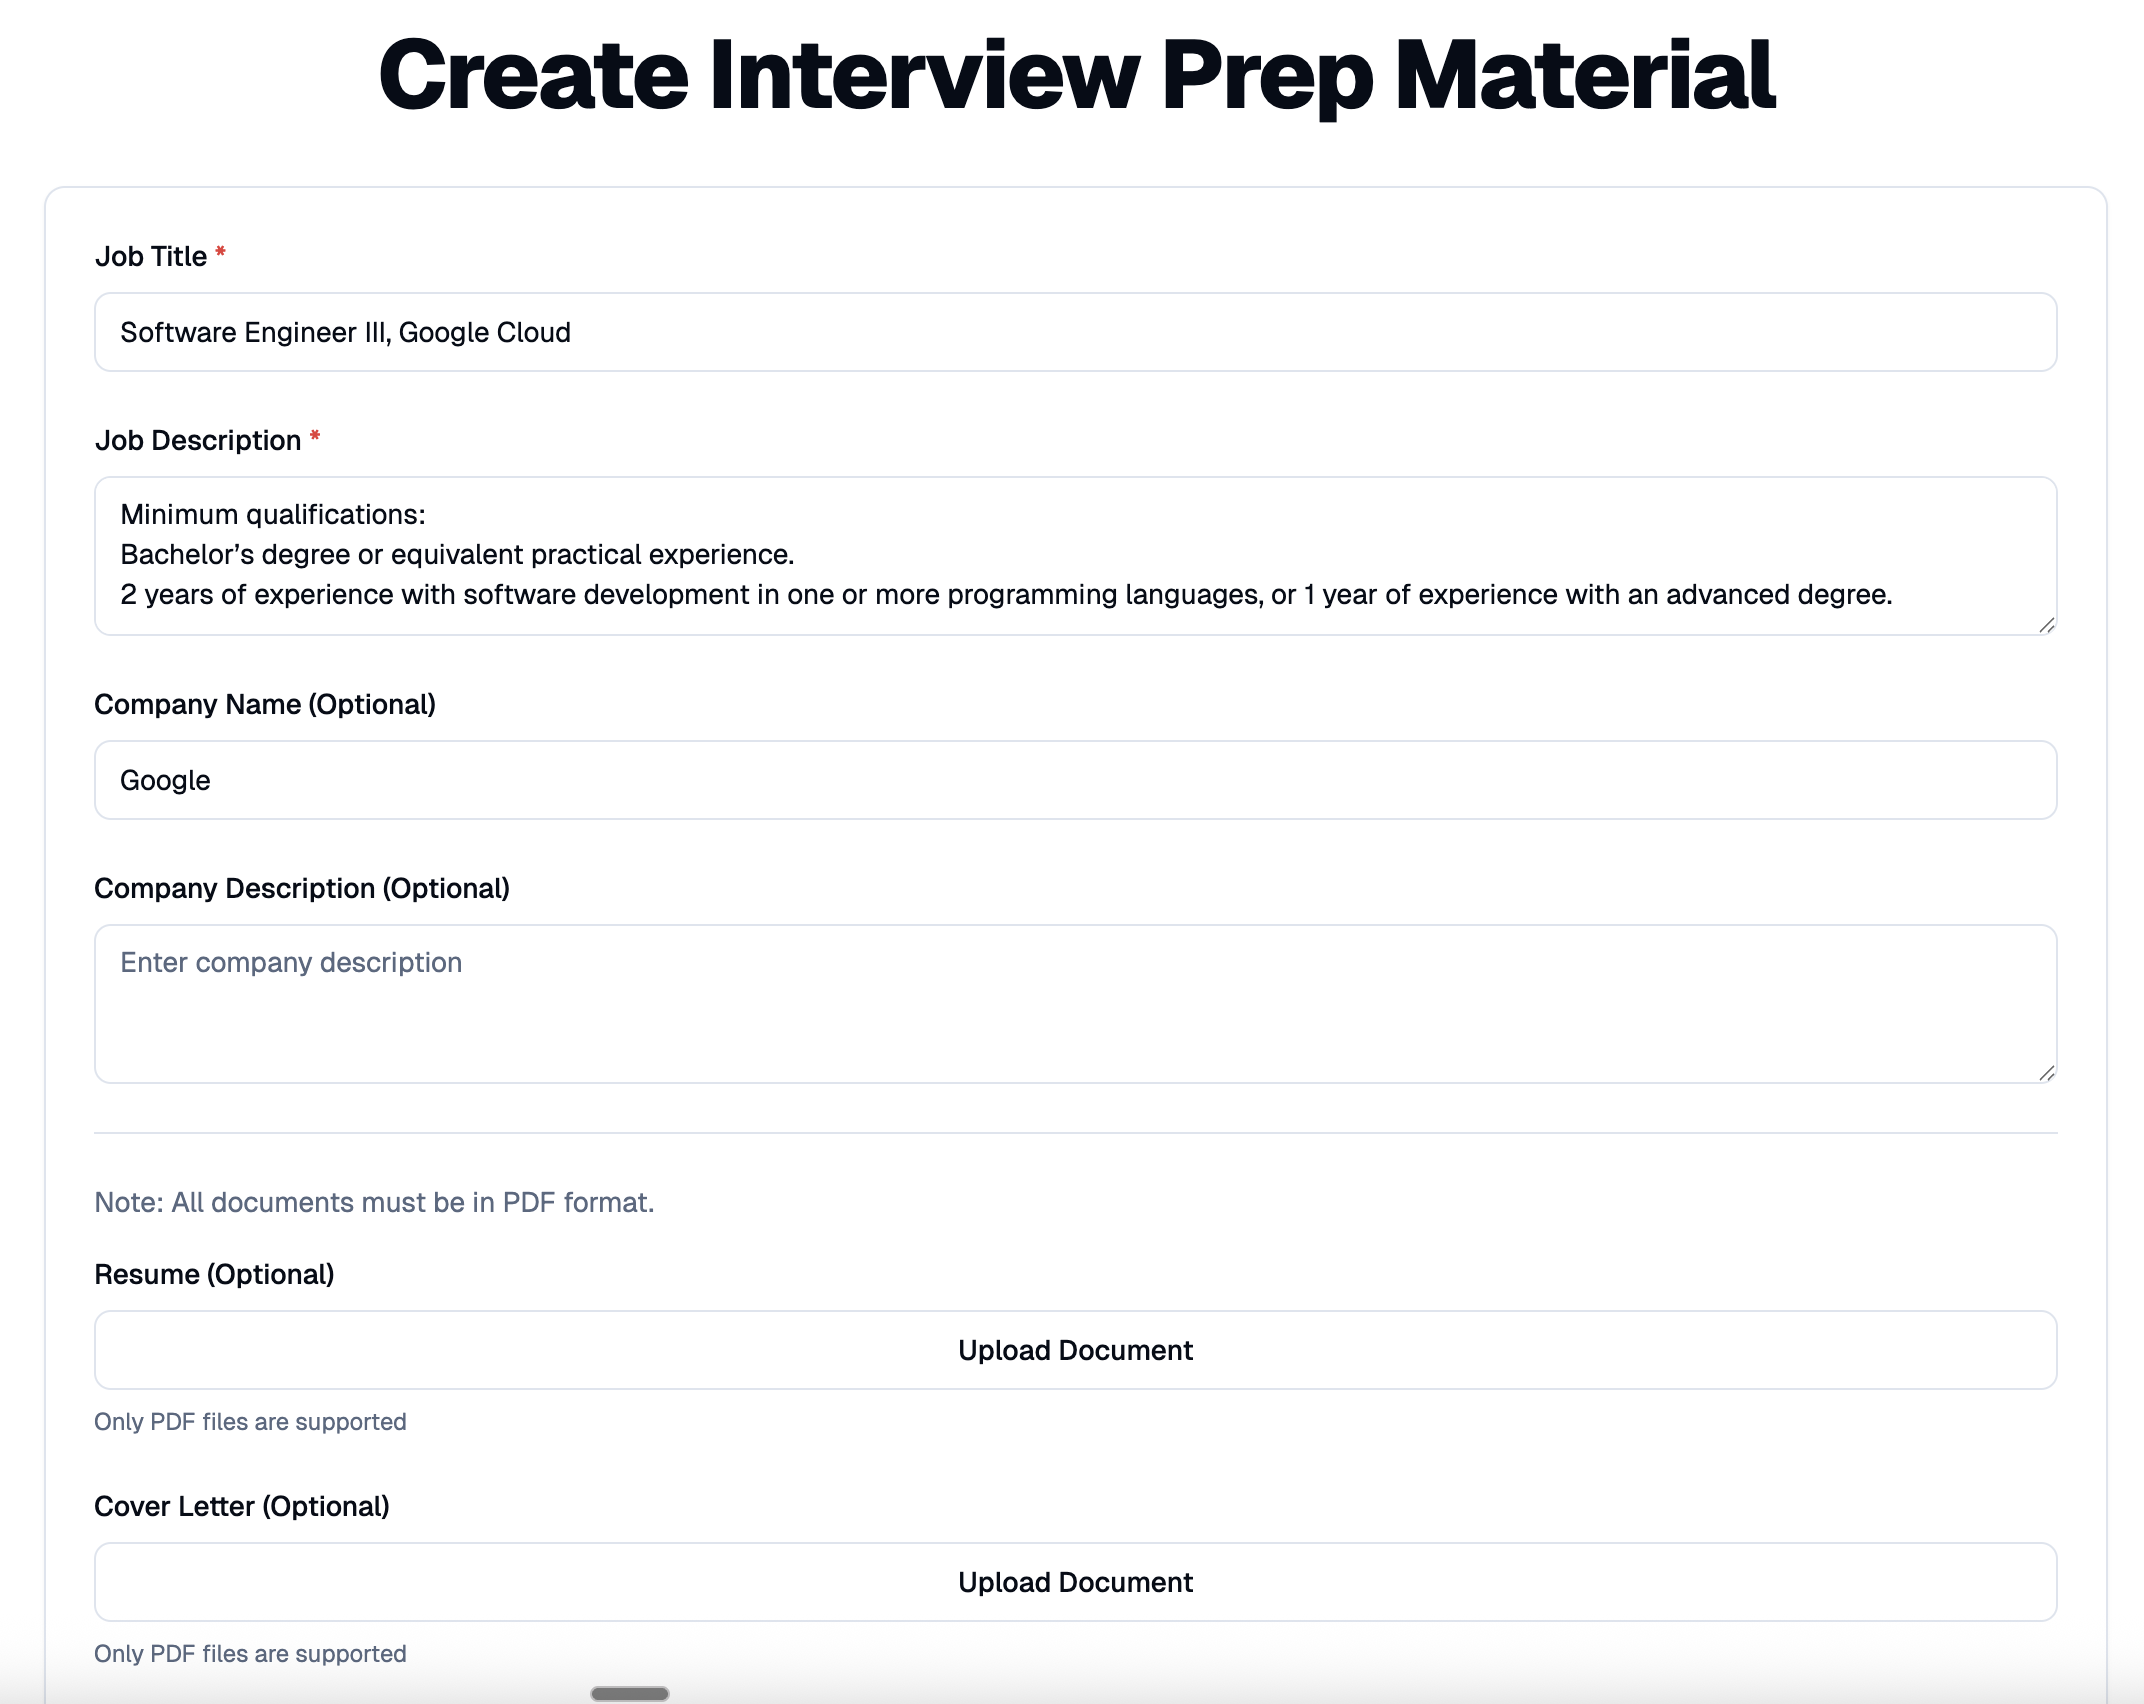 Create Interview Prep Material
Job Title *
Software Engineer III, Google Cloud
Job Description *
Minimum qualifications:
Bachelor’s degree or equivalent practical experience.
2 years of experience with software development in one or more programming languages, or 1 year of experience with an advanced degree.
Company Name (Optional)
Google
Company Description (Optional)
Enter company description
Note: All documents must be in PDF format.
Resume (Optional)
Upload Document
Only PDF files are supported
Cover Letter (Optional)
Upload Document
Only PDF files are supported